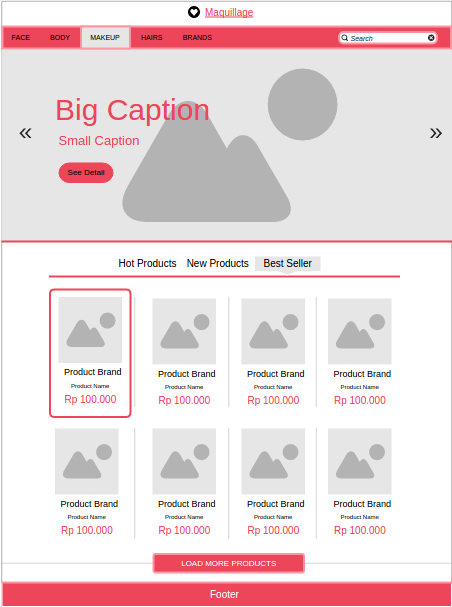 Maquillage
FACE BODY MAKEUP HAIRS BRANDS Search
Big Caption
« »
Small Caption
See Detail
Hot Products New Products Best Seller
Product Brand Product Brand Product Brand Product Brand
Product Name Product Name Product Name Product Name
Rp 100.000 Rp 100.000 Rp 100.000 Rp 100.000
Product Brand Product Brand Product Brand Product Brand
Product Name Product Name Product Name Product Name
Rp 100.000 Rp 100.000 Rp 100.000 Rp 100.000
LOAD MORE PRODUCTS
Footer